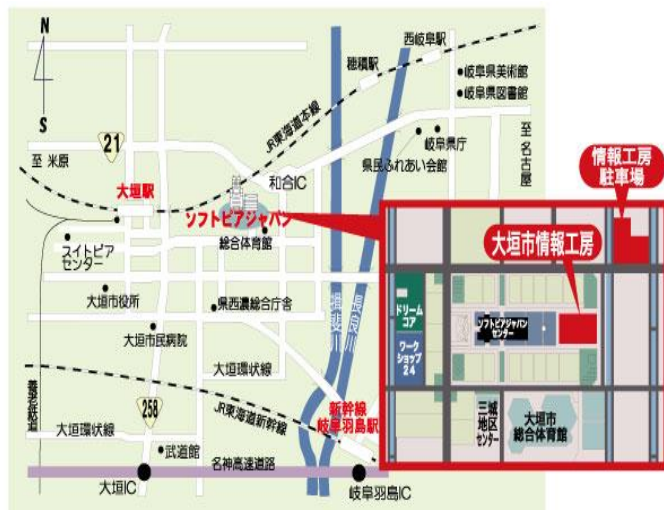 N
S
西岐阜駅
穂積駅
岐阜県美術館
岐阜県図書館
JR東海道本線
21
岐阜県庁
至 名古屋
県民ふれあい会館
至 米原
和合IC
大垣駅
ソフトピアジャパン
総合体育館
スイトピア
センター
大垣市役所
県西濃総合庁舎
大垣市民病院
揖斐川
長良川
大垣環状線
養老鉄道
258
JR東海道新幹線
新幹線
岐阜羽島駅
大垣環状線
武道館
名神高速道路
大垣IC
岐阜羽島IC
情報工房
駐車場
大垣市情報工房
ドリーム
コア
ソフトピアジャパン
センター
ワーク
ショップ
24
三城
地区
センター
大垣市
総合体育館